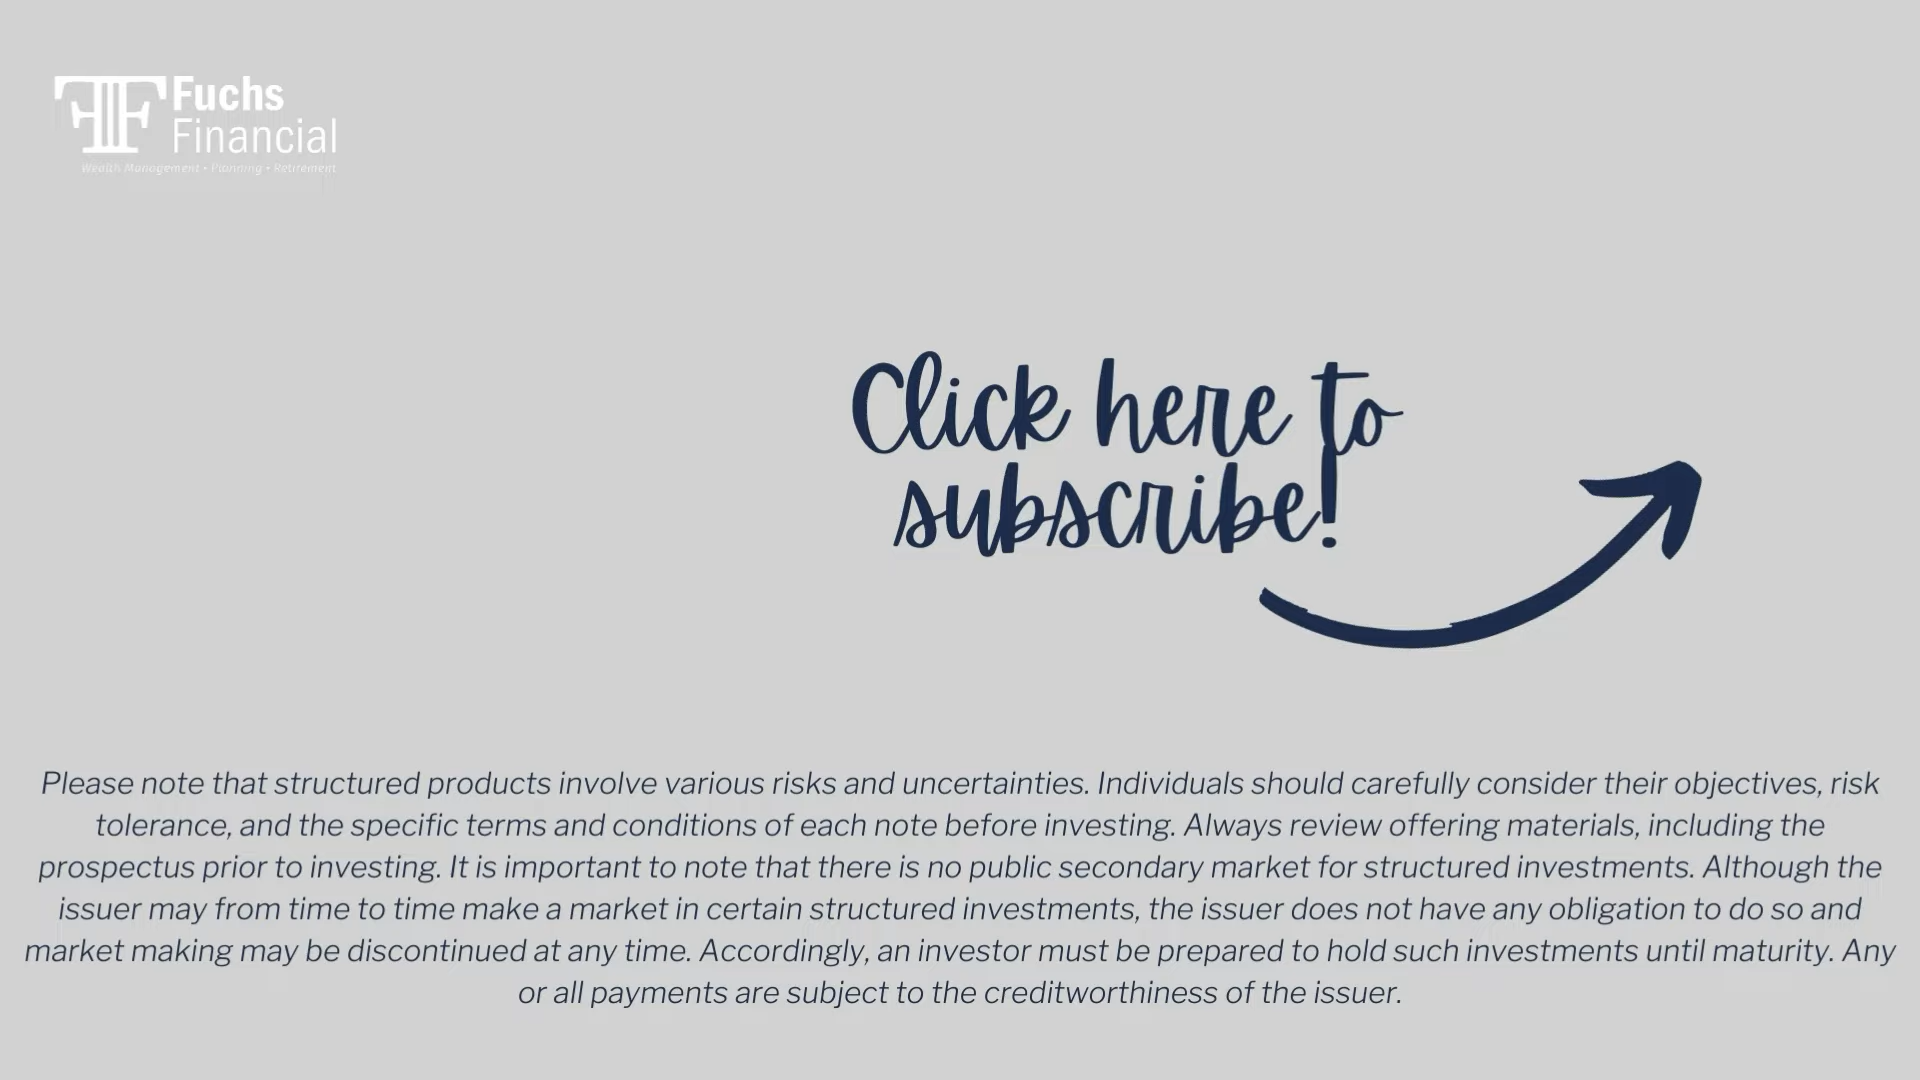 Fuchs
Financial
Wealth Management • Planning • Retirement
Click here to
subscribe!
Please note that structured products involve various risks and uncertainties. Individuals should carefully consider their objectives, risk
tolerance, and the specific terms and conditions of each note before investing. Always review offering materials, including the
prospectus prior to investing. It is important to note that there is no public secondary market for structured investments. Although the
issuer may from time to time make a market in certain structured investments, the issuer does not have any obligation to do so and
market making may be discontinued at any time. Accordingly, an investor must be prepared to hold such investments until maturity. Any
or all payments are subject to the creditworthiness of the issuer.